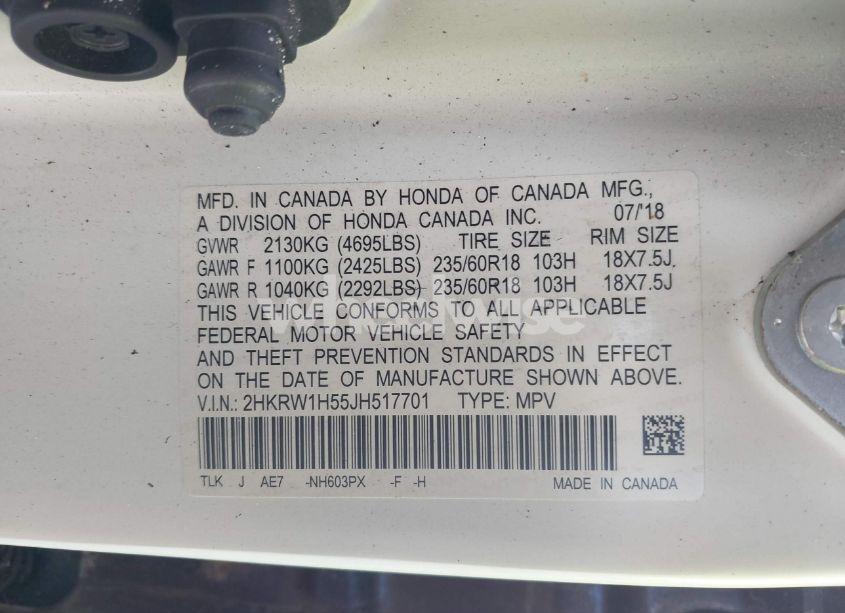 MFD. IN CANADA BY HONDA OF CANADA MFG.,
A DIVISION OF HONDA CANADA INC. 07/'18
GVWR 2130KG (4695LBS) TIRE SIZE RIM SIZE
GAWR F 1100KG (2425LBS) 235/60R18 103H 18X7.5J
GAWR R 1040KG (2292LBS) 235/60R18 103H 18X7.5J
THIS VEHICLE CONFORMS TO ALL APPLICABLE
FEDERAL MOTOR VEHICLE SAFETY
AND THEFT PREVENTION STANDARDS IN EFFECT
ON THE DATE OF MANUFACTURE SHOWN ABOVE.
V.I.N.: 2HKRW1H55JH517701 TYPE: MPV
TLK J AE7 -NH603PX -F -H MADE IN CANADA